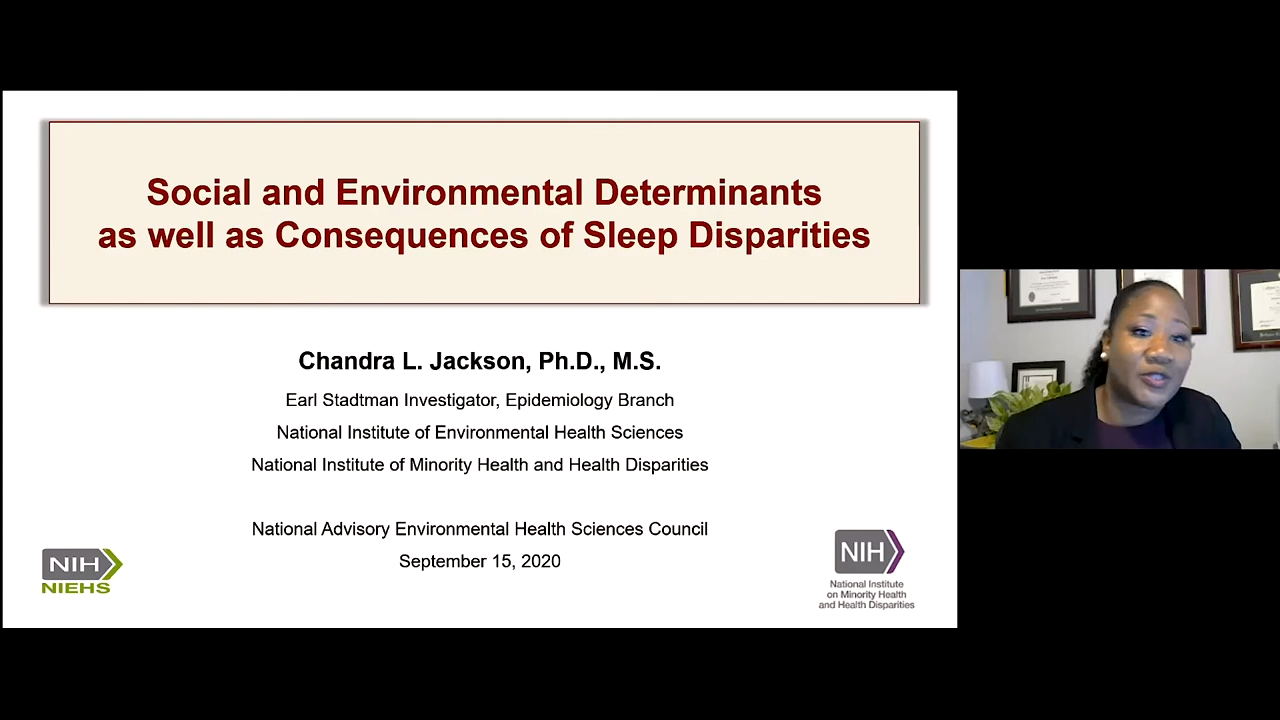 Social and Environmental Determinants
as well as Consequences of Sleep Disparities
Chandra L. Jackson, Ph.D., M.S.
Earl Stadtman Investigator, Epidemiology Branch
National Institute of Environmental Health Sciences
National Institute of Minority Health and Health Disparities
National Advisory Environmental Health Sciences Council
September 15, 2020
NIH
NIEHS
NIH
National Institute
on Minority Health
and Health Disparities